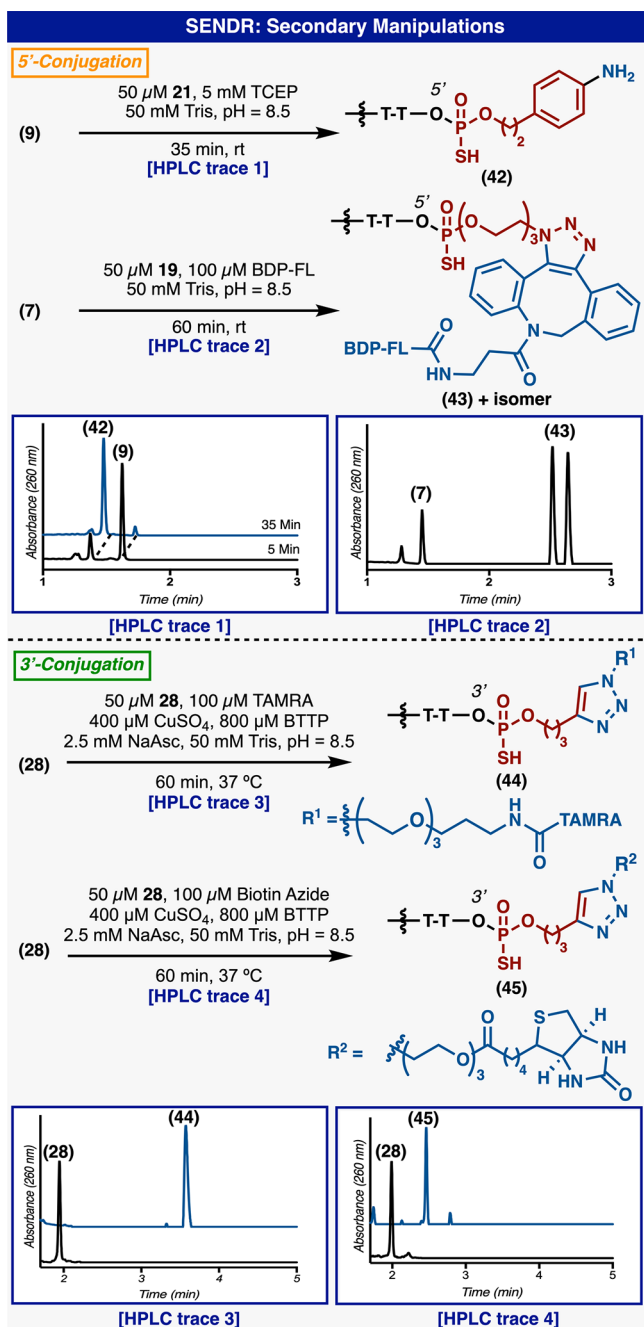 SENDR: Secondary Manipulations
5'-Conjugation
50 µM 21, 5 mM TCEP
50 mM Tris, pH = 8.5
(9)
35 min, rt
[HPLC trace 1]
5'
T-T
O
P
O
O
SH
2
NH2
(42)
50 µM 19, 100 µM BDP-FL
50 mM Tris, pH = 8.5
(7)
60 min, rt
[HPLC trace 2]
5'
T-T
O
P
O
O
SH
3
N
N
N
N
O
BDP-FL
O
HN
(43) + isomer
(42)
(9)
35 Min
5 Min
Absorbance (260 nm)
1 2 3
Time (min)
[HPLC trace 1]
(43)
(7)
Absorbance (260 nm)
1 2 3
Time (min)
[HPLC trace 2]
3'-Conjugation
50 µM 28, 100 µM TAMRA
400 µM CuSO4, 800 µM BTTP
2.5 mM NaAsc, 50 mM Tris, pH = 8.5
(28)
60 min, 37 ºC
[HPLC trace 3]
3'
T-T
O
P
O
O
SH
3
R1
N
N
N
(44)
R1 =
O
3
H
N
O
TAMRA
50 µM 28, 100 µM Biotin Azide
400 µM CuSO4, 800 µM BTTP
2.5 mM NaAsc, 50 mM Tris, pH = 8.5
(28)
60 min, 37 ºC
[HPLC trace 4]
3'
T-T
O
P
O
O
SH
3
R2
N
N
N
(45)
R2 =
O
3
O
4
S
H
H
NH
HN
O
(28)
(44)
Absorbance (260 nm)
2 3 4 5
Time (min)
[HPLC trace 3]
(45)
(28)
Absorbance (260 nm)
2 3 4 5
Time (min)
[HPLC trace 4]